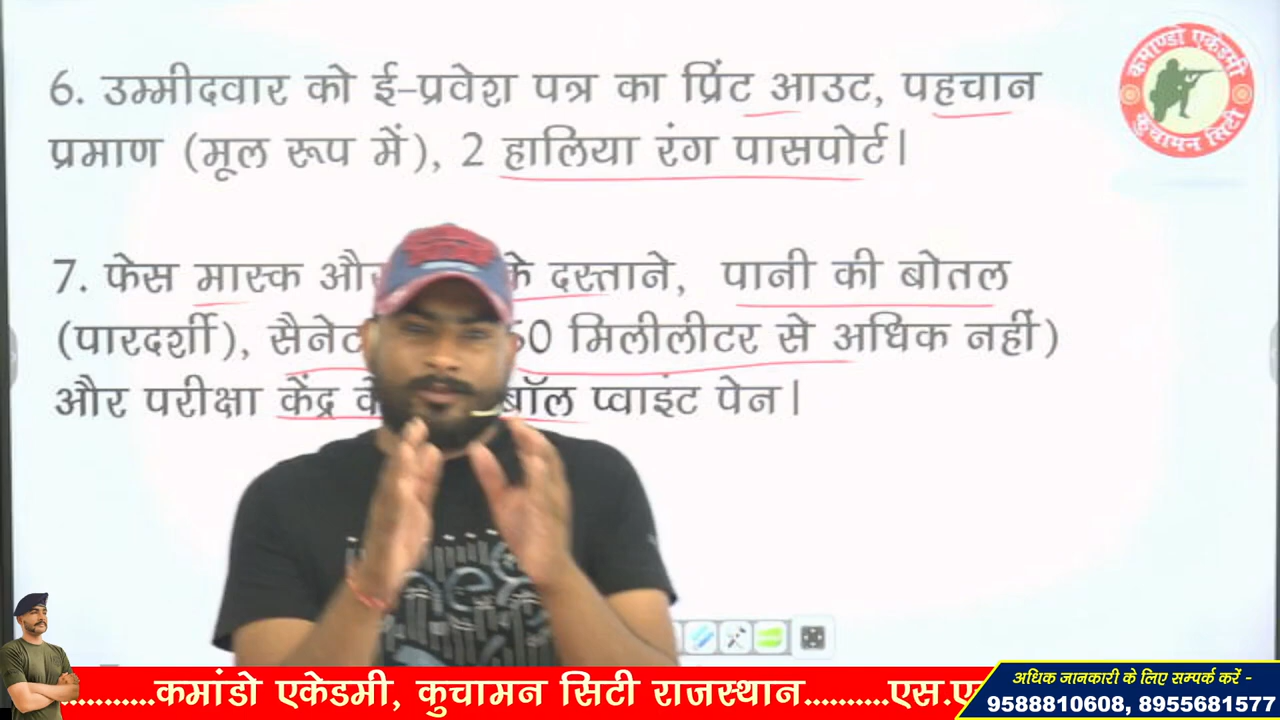 6. उम्मीदवार को ई-प्रवेश पत्र का प्रिंट आउट, पहचान
प्रमाण (मूल रूप में), 2 हालिया रंग पासपोर्ट।
कमाण्डो एकेडमी
कुचामन सिटी
7. फेस मास्क और के दस्ताने, पानी की बोतल
(पारदर्शी), 50 मिलीलीटर से अधिक नहीं)
और परीक्षा केंद्र बॉल प्वाइंट पेन।
...........कमांडो एकेडमी, कुचामन सिटी राजस्थान..........एस.ए
अधिक जानकारी के लिए सम्पर्क करें -
9588810608, 8955681577